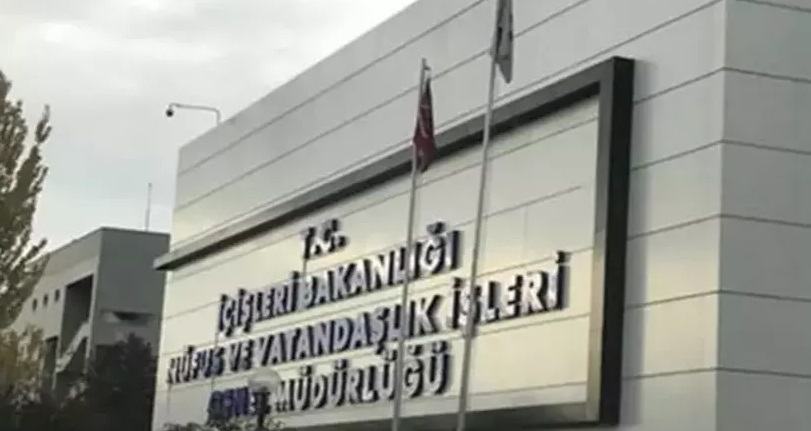 T.C.
İÇİŞLERİ BAKANLIĞI
NÜFUS VE VATANDAŞLIK İŞLERİ
GENEL MÜDÜRLÜĞÜ